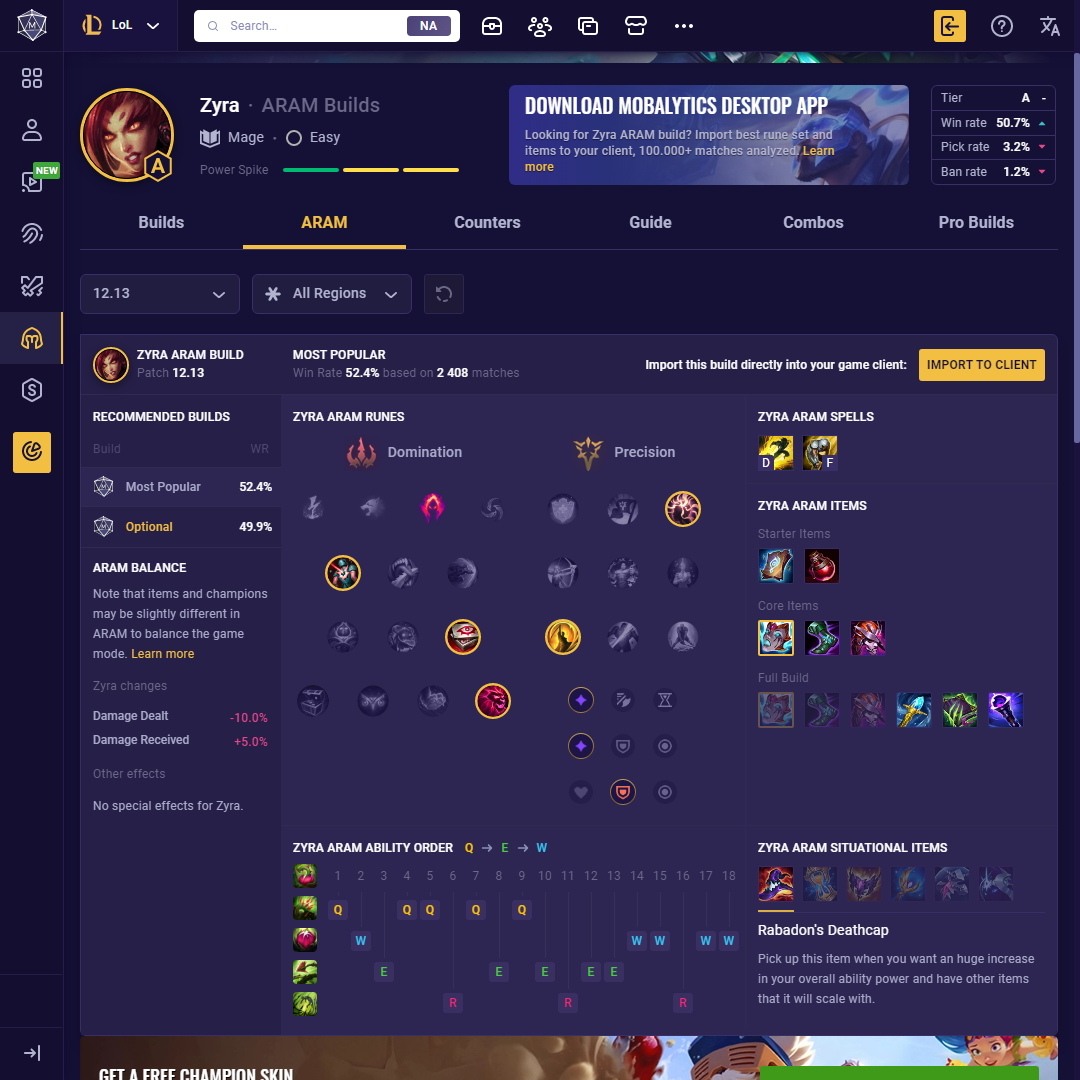 LoL
Search...
NA
NEW
Zyra · ARAM Builds
Mage · Easy
Power Spike
A
DOWNLOAD MOBALYTICS DESKTOP APP
Looking for Zyra ARAM build? Import best rune set and
items to your client, 100.000+ matches analyzed. Learn
more
Tier A -
Win rate 50.7%
Pick rate 3.2%
Ban rate 1.2%
Builds
ARAM
Counters
Guide
Combos
Pro Builds
12.13
All Regions
ZYRA ARAM BUILD
Patch 12.13
MOST POPULAR
Win Rate 52.4% based on 2 408 matches
Import this build directly into your game client:
IMPORT TO CLIENT
RECOMMENDED BUILDS
Build WR
Most Popular 52.4%
Optional 49.9%
ARAM BALANCE
Note that items and champions
may be slightly different in
ARAM to balance the game
mode. Learn more
Zyra changes
Damage Dealt -10.0%
Damage Received +5.0%
Other effects
No special effects for Zyra.
ZYRA ARAM RUNES
Domination
Precision
ZYRA ARAM SPELLS
D F
ZYRA ARAM ITEMS
Starter Items
Core Items
Full Build
ZYRA ARAM ABILITY ORDER Q → E → W
1 2 3 4 5 6 7 8 9 10 11 12 13 14 15 16 17 18
Q Q Q Q Q
W W W W W
E E E E E
R R R
ZYRA ARAM SITUATIONAL ITEMS
Rabadon's Deathcap
Pick up this item when you want an huge increase
in your overall ability power and have other items
that it will scale with.
GET A FREE CHAMPION SKIN